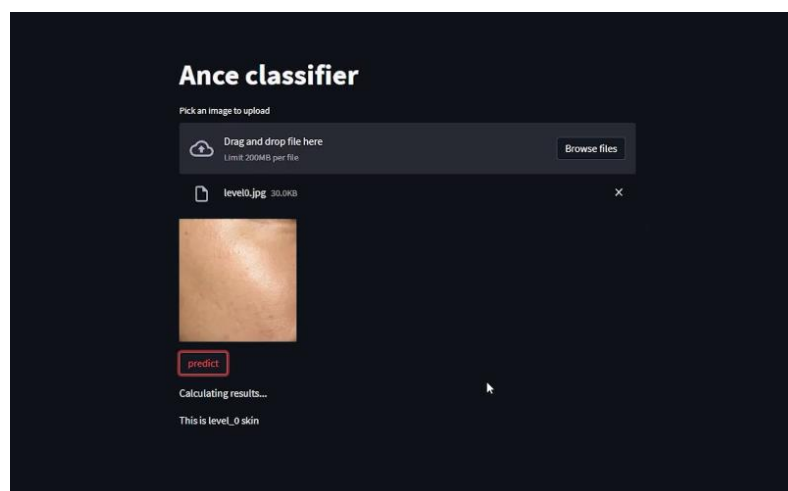 Ance classifier
Pick an image to upload
Drag and drop file here
Limit 200MB per file
Browse files
level0.jpg 30.0KB
predict
Calculating results...
This is level_0 skin